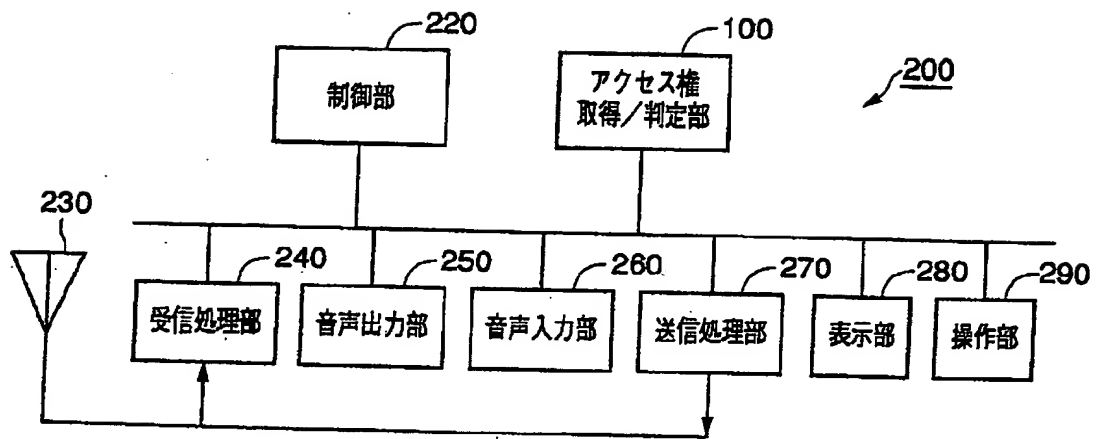 220
100
200
制御部
アクセス権
取得/判定部
230
240
250
260
270
280
290
受信処理部
音声出力部
音声入力部
送信処理部
表示部
操作部